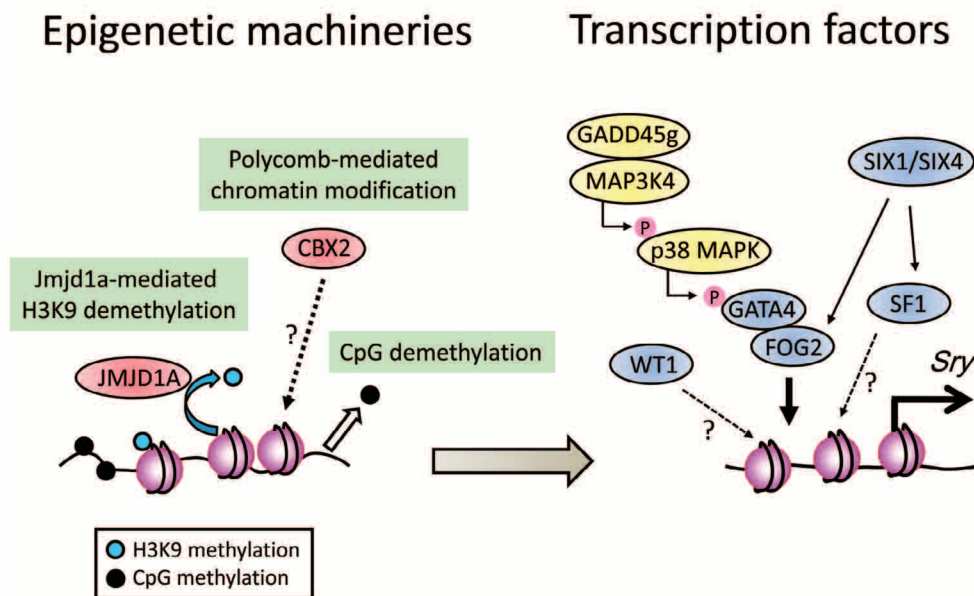 Epigenetic machineries
Polycomb-mediated
chromatin modification
CBX2
Jmjd1a-mediated
H3K9 demethylation
?
CpG demethylation
JMJD1A
H3K9 methylation
CpG methylation
Transcription factors
GADD45g
MAP3K4
P
p38 MAPK
P
GATA4
FOG2
SIX1/SIX4
SF1
WT1
?
?
Sry